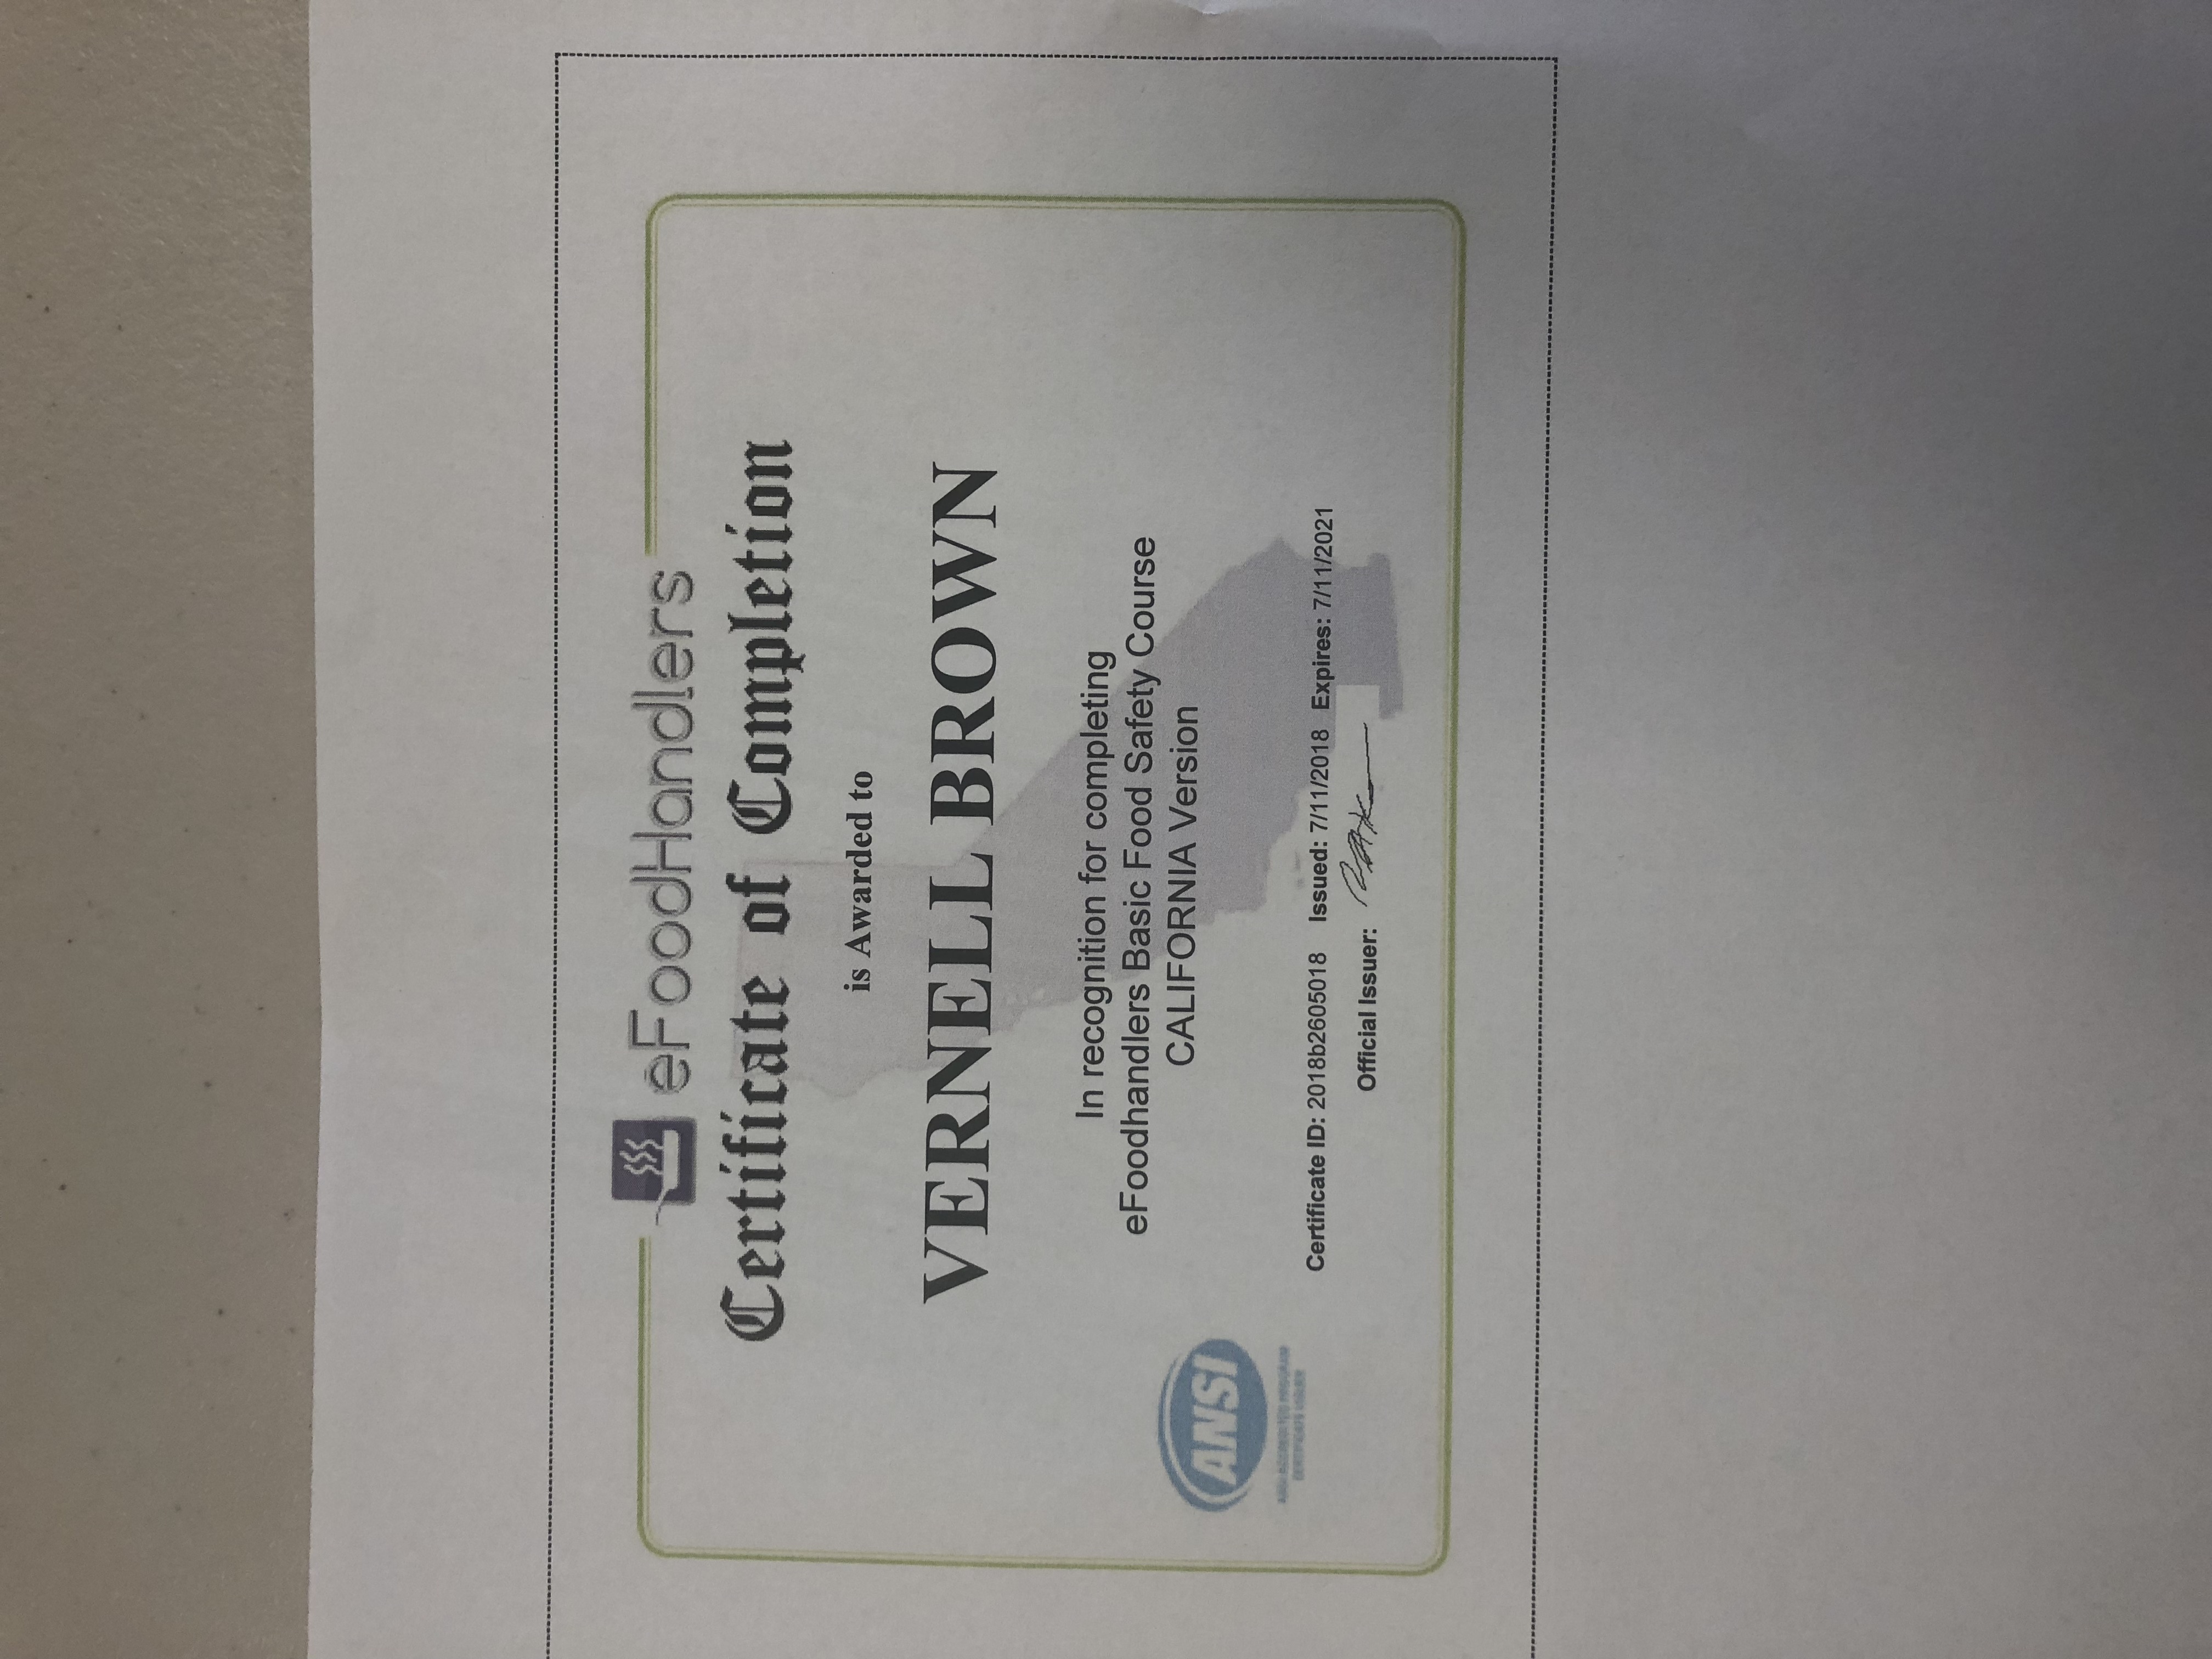 eFoodHandlers
Certificate of Completion
is Awarded to
VERNELL BROWN
In recognition for completing
eFoodhandlers Basic Food Safety Course
CALIFORNIA Version
Certificate ID: 2018b2605018 Issued: 7/11/2018 Expires: 7/11/2021
Official Issuer:
ANSI